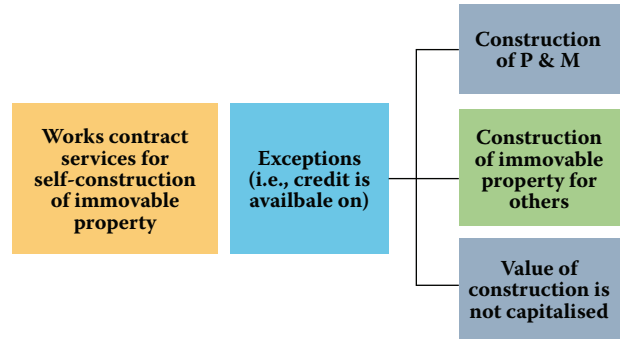 Works contract
services for
self-construction
of immovable
property
Exceptions
(i.e., credit is
availbale on)
Construction
of P & M
Construction
of immovable
property for
others
Value of
construction is
not capitalised